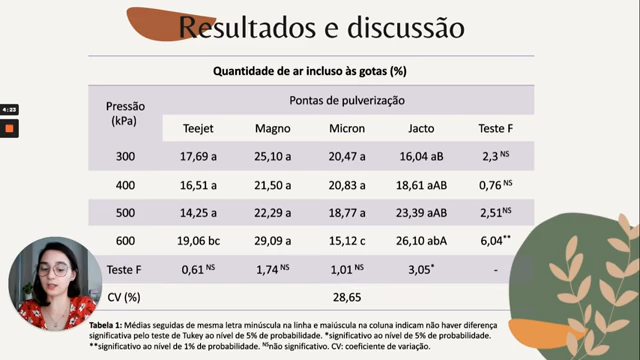 Resultados e discussão
Quantidade de ar incluso às gotas (%)
Pressão (kPa) Pontas de pulverização
Teejet Magno Micron Jacto Teste F
300 17,69 a 25,10 a 20,47 a 16,04 aB 2,3 NS
400 16,51 a 21,50 a 20,83 a 18,61 aAB 0,76 NS
500 14,25 a 22,29 a 18,77 a 23,39 aAB 2,51 NS
600 19,06 bc 29,09 a 15,12 c 26,10 abA 6,04**
Teste F 0,61 NS 1,74 NS 1,01 NS 3,05* -
CV (%) 28,65
Tabela 1: Médias seguidas de mesma letra minúscula na linha e maiúscula na coluna indicam não haver diferença
significativa pelo teste de Tukey ao nível de 5% de probabilidade. *significativo ao nível de 5% de probabilidade.
**significativo ao nível de 1% de probabilidade. NSnão significativo. CV: coeficiente de variação.
4:23